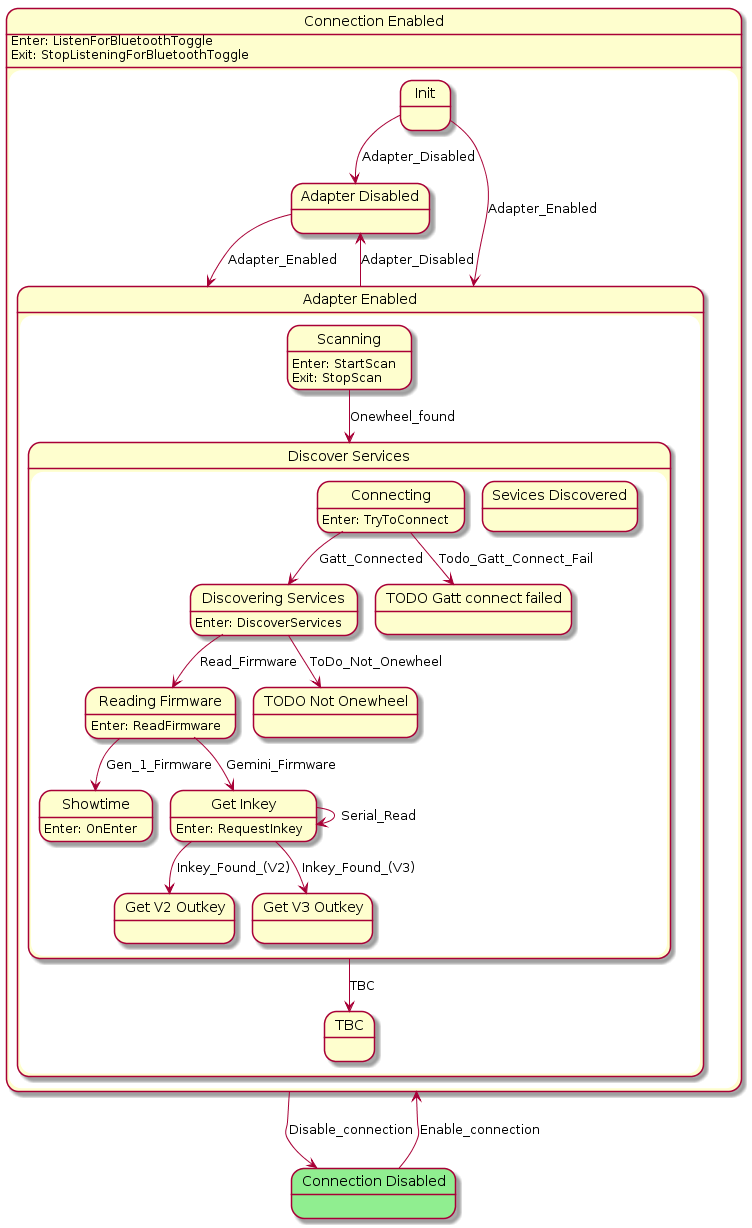 Connection Enabled
Enter: ListenForBluetoothToggle
Exit: StopListeningForBluetoothToggle
Init
Adapter_Disabled
Adapter Disabled
Adapter_Enabled
Adapter_Enabled
Adapter_Disabled
Adapter Enabled
Scanning
Enter: StartScan
Exit: StopScan
Onewheel_found
Discover Services
Connecting
Enter: TryToConnect
Sevices Discovered
Gatt_Connected
Todo_Gatt_Connect_Fail
Discovering Services
Enter: DiscoverServices
TODO Gatt connect failed
Read_Firmware
ToDo_Not_Onewheel
Reading Firmware
Enter: ReadFirmware
TODO Not Onewheel
Gen_1_Firmware
Gemini_Firmware
Showtime
Enter: OnEnter
Get Inkey
Enter: RequestInkey
Serial_Read
Inkey_Found_(V2)
Inkey_Found_(V3)
Get V2 Outkey
Get V3 Outkey
TBC
TBC
Disable_connection
Enable_connection
Connection Disabled